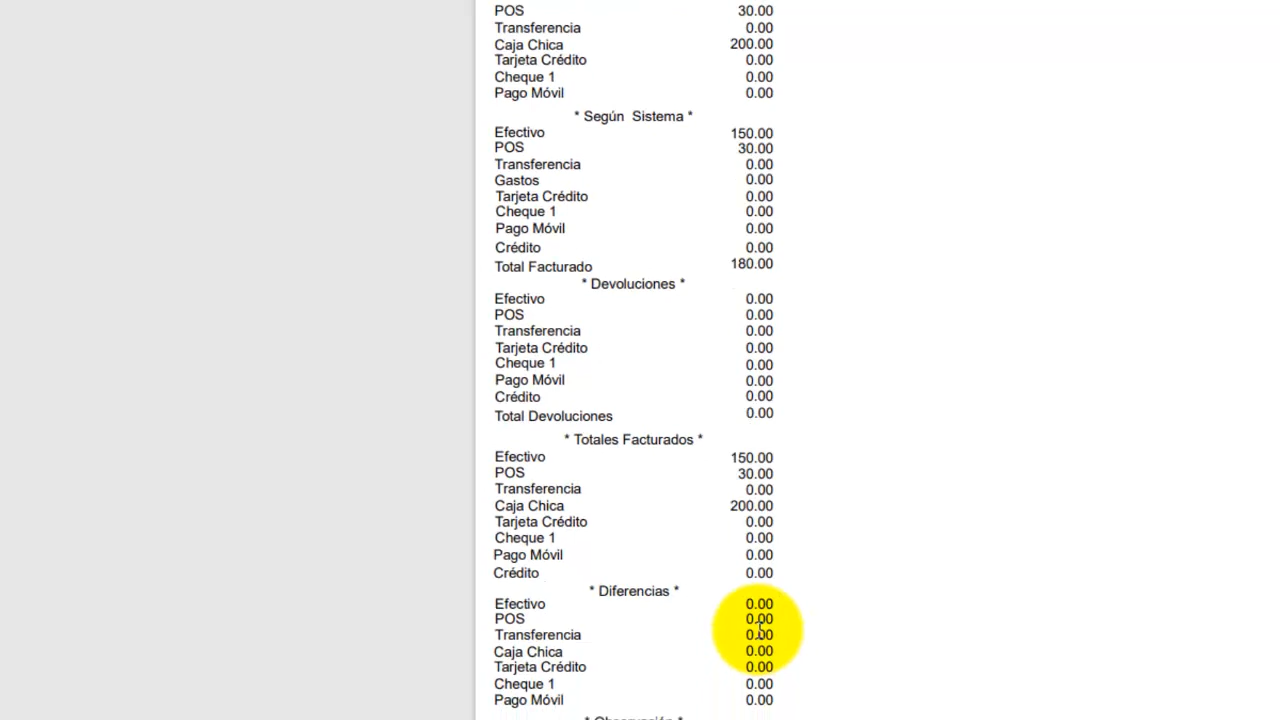 POS 30.00
Transferencia 0.00
Caja Chica 200.00
Tarjeta Crédito 0.00
Cheque 1 0.00
Pago Móvil 0.00
* Según Sistema *
Efectivo 150.00
POS 30.00
Transferencia 0.00
Gastos 0.00
Tarjeta Crédito 0.00
Cheque 1 0.00
Pago Móvil 0.00
Crédito 0.00
Total Facturado 180.00
* Devoluciones *
Efectivo 0.00
POS 0.00
Transferencia 0.00
Tarjeta Crédito 0.00
Cheque 1 0.00
Pago Móvil 0.00
Crédito 0.00
Total Devoluciones 0.00
* Totales Facturados *
Efectivo 150.00
POS 30.00
Transferencia 0.00
Caja Chica 200.00
Tarjeta Crédito 0.00
Cheque 1 0.00
Pago Móvil 0.00
Crédito 0.00
* Diferencias *
Efectivo 0.00
POS 0.00
Transferencia 0.00
Caja Chica 0.00
Tarjeta Crédito 0.00
Cheque 1 0.00
Pago Móvil 0.00